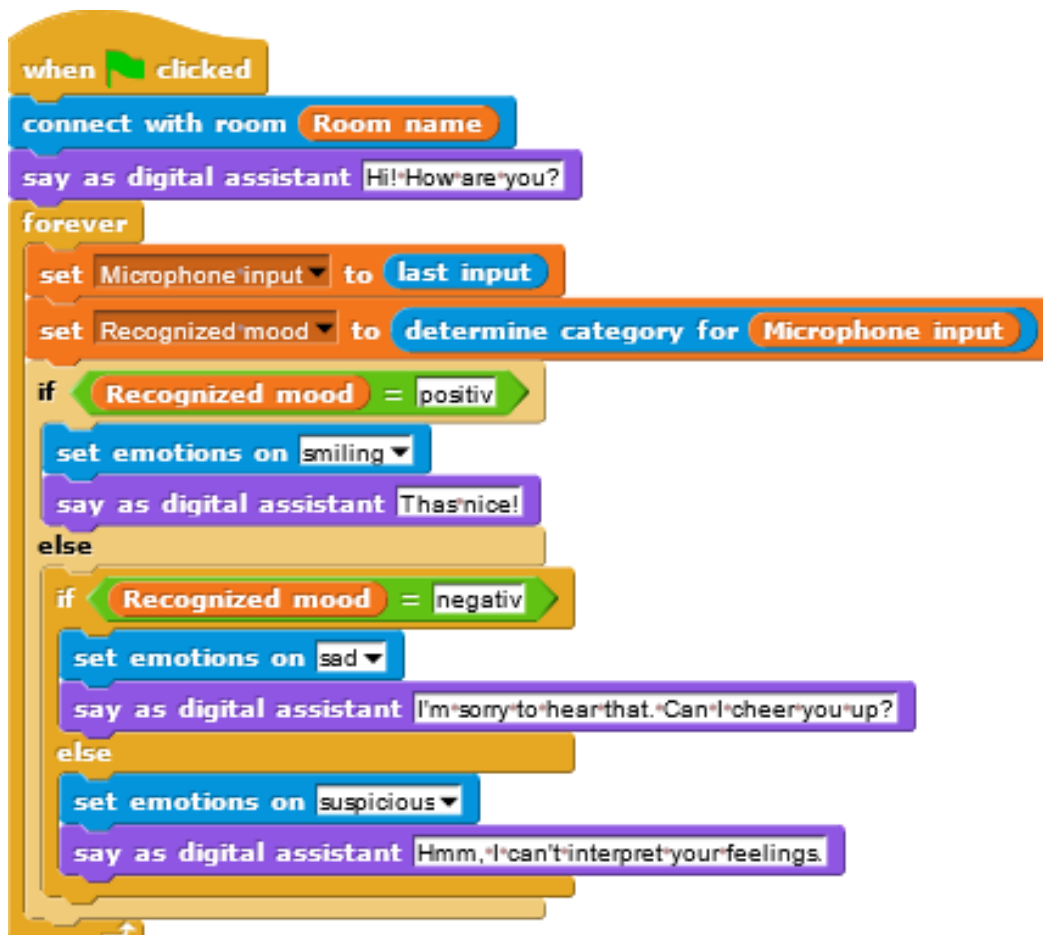 when clicked
connect with room Room name
say as digital assistant Hi! How are you?
forever
set Microphone input to last input
set Recognized mood to determine category for Microphone input
if Recognized mood = positiv
set emotions on smiling
say as digital assistant Thas nice!
else
if Recognized mood = negativ
set emotions on sad
say as digital assistant I'm sorry to hear that. Can I cheer you up?
else
set emotions on suspicious
say as digital assistant Hmm, I can't interpret your feelings.